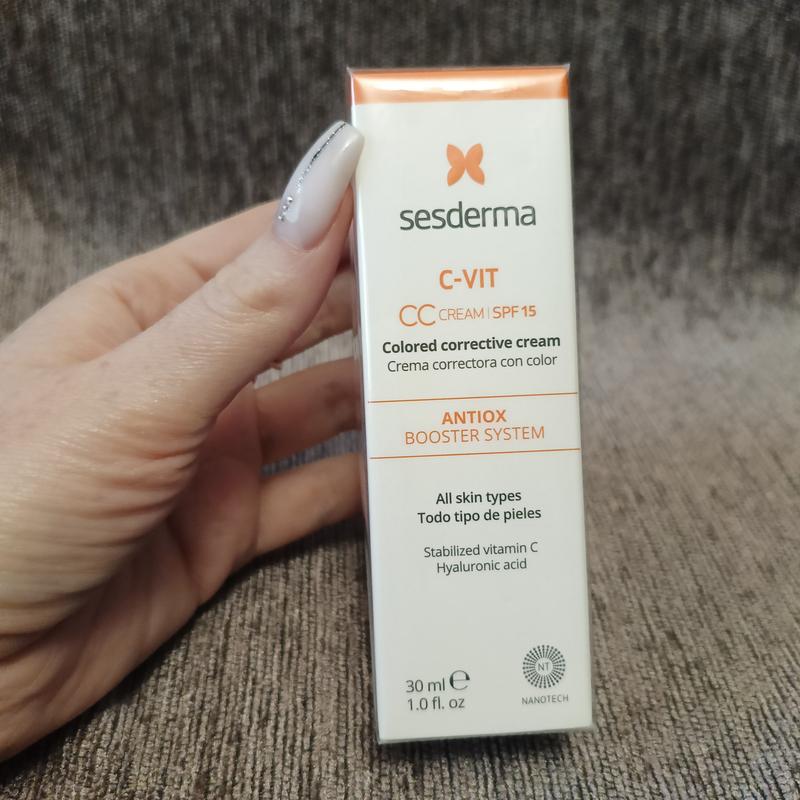 sesderma
C-VIT
CC CREAM | SPF 15
Colored corrective cream
Crema correctora con color
ANTIOX
BOOSTER SYSTEM
All skin types
Todo tipo de pieles
Stabilized vitamin C
Hyaluronic acid
30 ml ℮
1.0 fl. oz
NT
NANOTECH